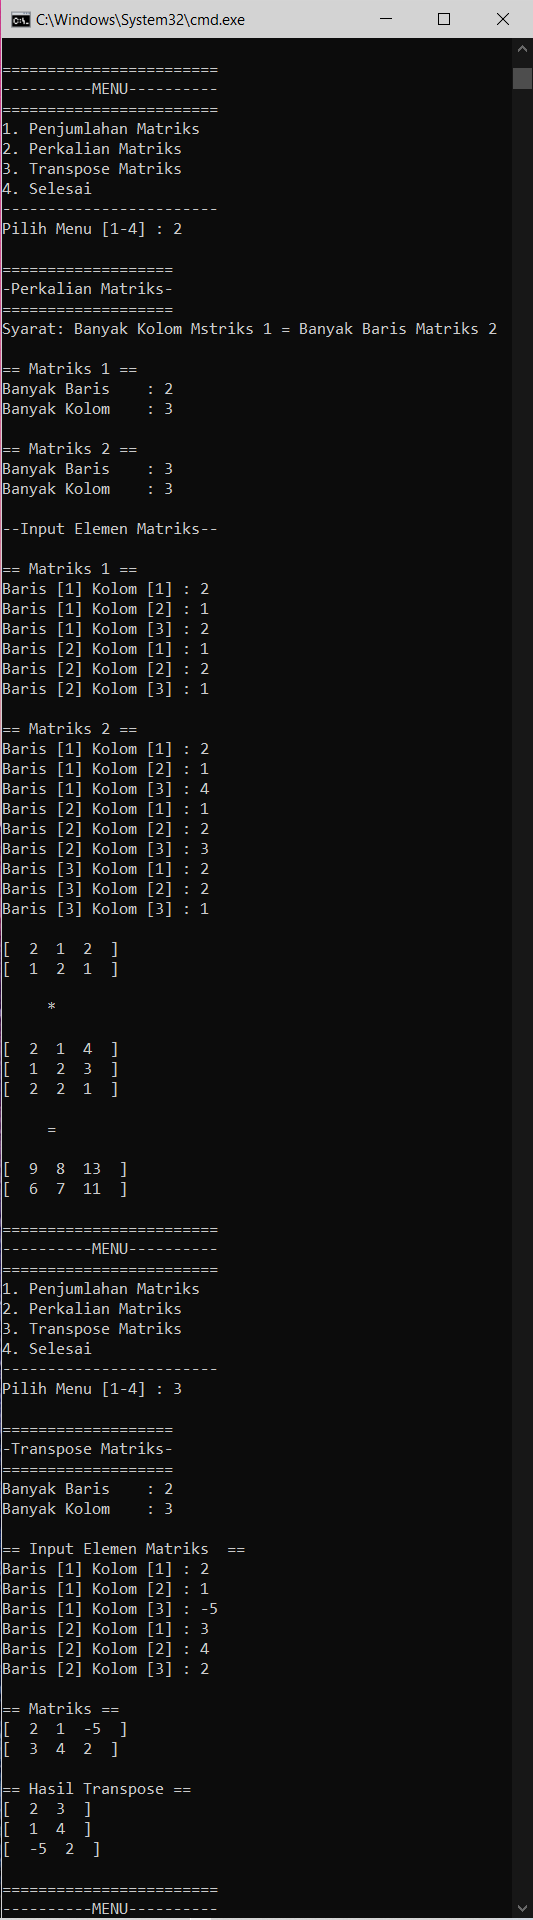 C:\Windows\System32\cmd.exe
========================
----------MENU----------
========================
1. Penjumlahan Matriks
2. Perkalian Matriks
3. Transpose Matriks
4. Selesai
------------------------
Pilih Menu [1-4] : 2
===================
-Perkalian Matriks-
===================
Syarat: Banyak Kolom Mstriks 1 = Banyak Baris Matriks 2
== Matriks 1 ==
Banyak Baris    : 2
Banyak Kolom    : 3
== Matriks 2 ==
Banyak Baris    : 3
Banyak Kolom    : 3
--Input Elemen Matriks--
== Matriks 1 ==
Baris [1] Kolom [1] : 2
Baris [1] Kolom [2] : 1
Baris [1] Kolom [3] : 2
Baris [2] Kolom [1] : 1
Baris [2] Kolom [2] : 2
Baris [2] Kolom [3] : 1
== Matriks 2 ==
Baris [1] Kolom [1] : 2
Baris [1] Kolom [2] : 1
Baris [1] Kolom [3] : 4
Baris [2] Kolom [1] : 1
Baris [2] Kolom [2] : 2
Baris [2] Kolom [3] : 3
Baris [3] Kolom [1] : 2
Baris [3] Kolom [2] : 2
Baris [3] Kolom [3] : 1
[  2  1  2  ]
[  1  2  1  ]
*
[  2  1  4  ]
[  1  2  3  ]
[  2  2  1  ]
=
[  9  8  13  ]
[  6  7  11  ]
========================
----------MENU----------
========================
1. Penjumlahan Matriks
2. Perkalian Matriks
3. Transpose Matriks
4. Selesai
------------------------
Pilih Menu [1-4] : 3
===================
-Transpose Matriks-
===================
Banyak Baris    : 2
Banyak Kolom    : 3
== Input Elemen Matriks  ==
Baris [1] Kolom [1] : 2
Baris [1] Kolom [2] : 1
Baris [1] Kolom [3] : -5
Baris [2] Kolom [1] : 3
Baris [2] Kolom [2] : 4
Baris [2] Kolom [3] : 2
== Matriks ==
[  2  1  -5  ]
[  3  4  2  ]
== Hasil Transpose ==
[  2  3  ]
[  1  4  ]
[  -5  2  ]
========================
----------MENU----------